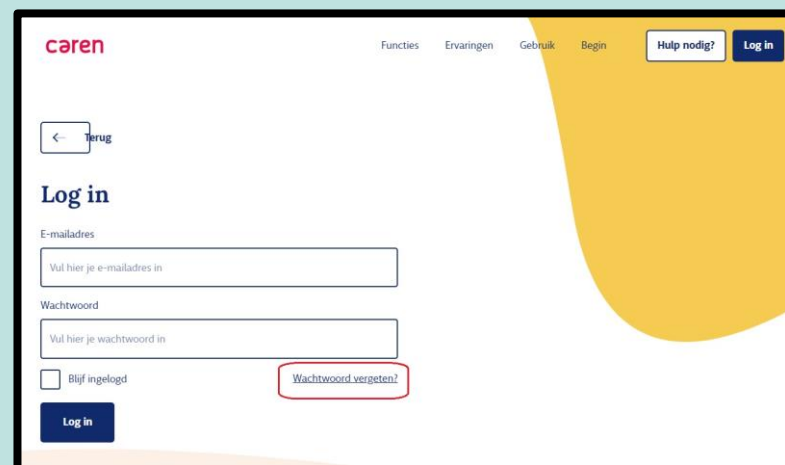 caren
Functies Ervaringen Gebruik Begin Hulp nodig? Log in
Terug
Log in
E-mailadres
Vul hier je e-mailadres in
Wachtwoord
Vul hier je wachtwoord in
Blijf ingelogd Wachtwoord vergeten?
Log in